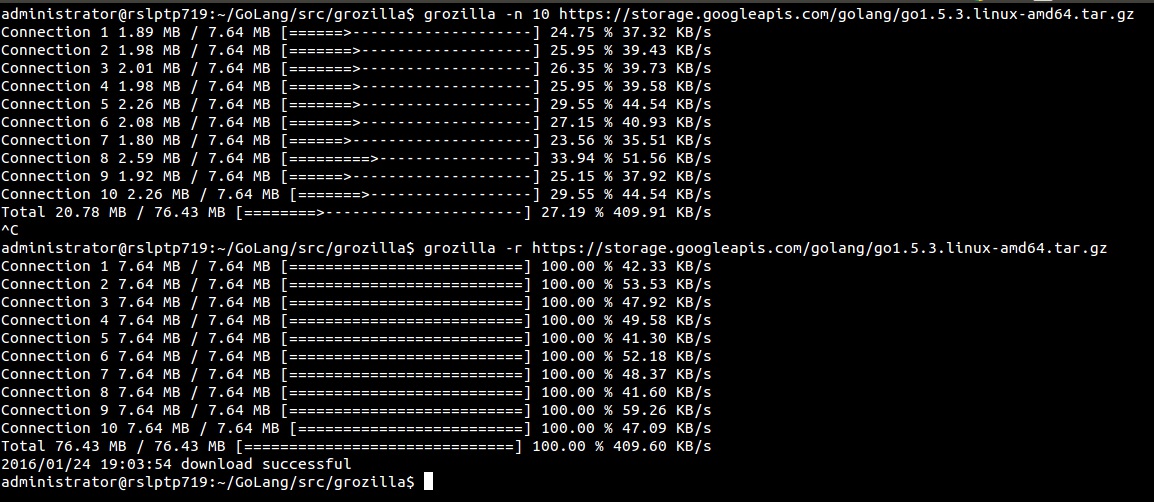 administrator@rslptp719:~/GoLang/src/grozilla$ grozilla -n 10 https://storage.googleapis.com/golang/go1.5.3.linux-amd64.tar.gz
Connection 1 1.89 MB / 7.64 MB [======>--------------------] 24.75 % 37.32 KB/s
Connection 2 1.98 MB / 7.64 MB [=======>-------------------] 25.95 % 39.43 KB/s
Connection 3 2.01 MB / 7.64 MB [=======>-------------------] 26.35 % 39.73 KB/s
Connection 4 1.98 MB / 7.64 MB [=======>-------------------] 25.95 % 39.58 KB/s
Connection 5 2.26 MB / 7.64 MB [=======>-------------------] 29.55 % 44.54 KB/s
Connection 6 2.08 MB / 7.64 MB [=======>-------------------] 27.15 % 40.93 KB/s
Connection 7 1.80 MB / 7.64 MB [======>--------------------] 23.56 % 35.51 KB/s
Connection 8 2.59 MB / 7.64 MB [=========>-----------------] 33.94 % 51.56 KB/s
Connection 9 1.92 MB / 7.64 MB [======>--------------------] 25.15 % 37.92 KB/s
Connection 10 2.26 MB / 7.64 MB [=======>------------------] 29.55 % 44.54 KB/s
Total 20.78 MB / 76.43 MB [========>----------------------] 27.19 % 409.91 KB/s
^C
administrator@rslptp719:~/GoLang/src/grozilla$ grozilla -r https://storage.googleapis.com/golang/go1.5.3.linux-amd64.tar.gz
Connection 1 7.64 MB / 7.64 MB [==========================] 100.00 % 42.33 KB/s
Connection 2 7.64 MB / 7.64 MB [==========================] 100.00 % 53.53 KB/s
Connection 3 7.64 MB / 7.64 MB [==========================] 100.00 % 47.92 KB/s
Connection 4 7.64 MB / 7.64 MB [==========================] 100.00 % 49.58 KB/s
Connection 5 7.64 MB / 7.64 MB [==========================] 100.00 % 41.30 KB/s
Connection 6 7.64 MB / 7.64 MB [==========================] 100.00 % 52.18 KB/s
Connection 7 7.64 MB / 7.64 MB [==========================] 100.00 % 48.37 KB/s
Connection 8 7.64 MB / 7.64 MB [==========================] 100.00 % 41.60 KB/s
Connection 9 7.64 MB / 7.64 MB [==========================] 100.00 % 59.26 KB/s
Connection 10 7.64 MB / 7.64 MB [=========================] 100.00 % 47.09 KB/s
Total 76.43 MB / 76.43 MB [==============================] 100.00 % 409.60 KB/s
2016/01/24 19:03:54 download successful
administrator@rslptp719:~/GoLang/src/grozilla$